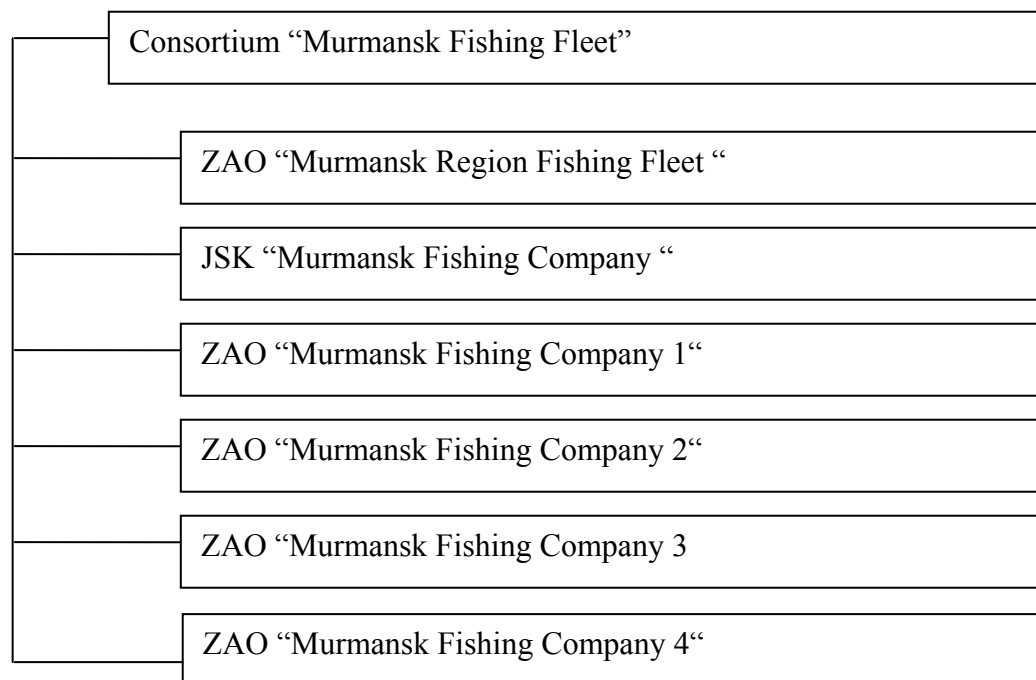 Consortium “Murmansk Fishing Fleet”
ZAO “Murmansk Region Fishing Fleet “
JSK “Murmansk Fishing Company “
ZAO “Murmansk Fishing Company 1“
ZAO “Murmansk Fishing Company 2“
ZAO “Murmansk Fishing Company 3
ZAO “Murmansk Fishing Company 4“